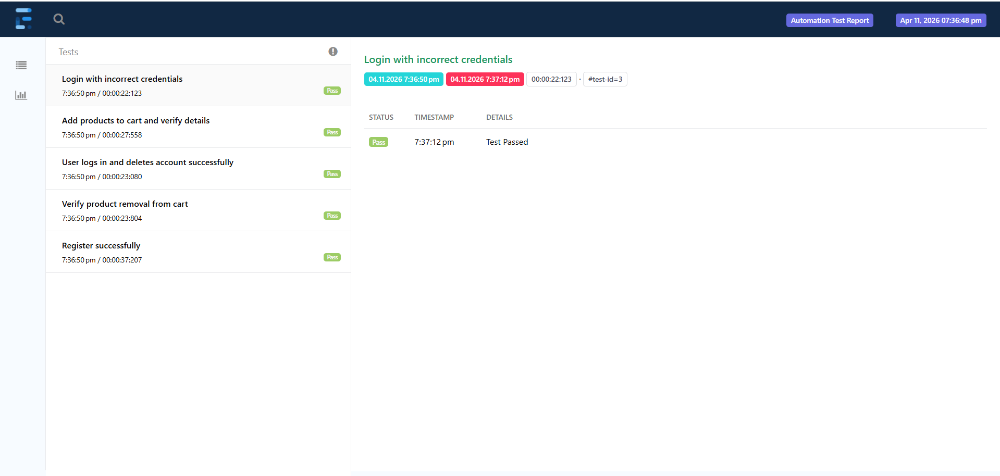 Automation Test Report
Apr 11, 2026 07:36:48 pm
Tests
Login with incorrect credentials
7:36:50 pm / 00:00:22:123
Pass
Add products to cart and verify details
7:36:50 pm / 00:00:27:558
Pass
User logs in and deletes account successfully
7:36:50 pm / 00:00:23:080
Pass
Verify product removal from cart
7:36:50 pm / 00:00:23:804
Pass
Register successfully
7:36:50 pm / 00:00:37:207
Pass
Login with incorrect credentials
04.11.2026 7:36:50 pm 04.11.2026 7:37:12 pm 00:00:22:123 · #test-id=3
STATUS TIMESTAMP DETAILS
Pass 7:37:12 pm Test Passed